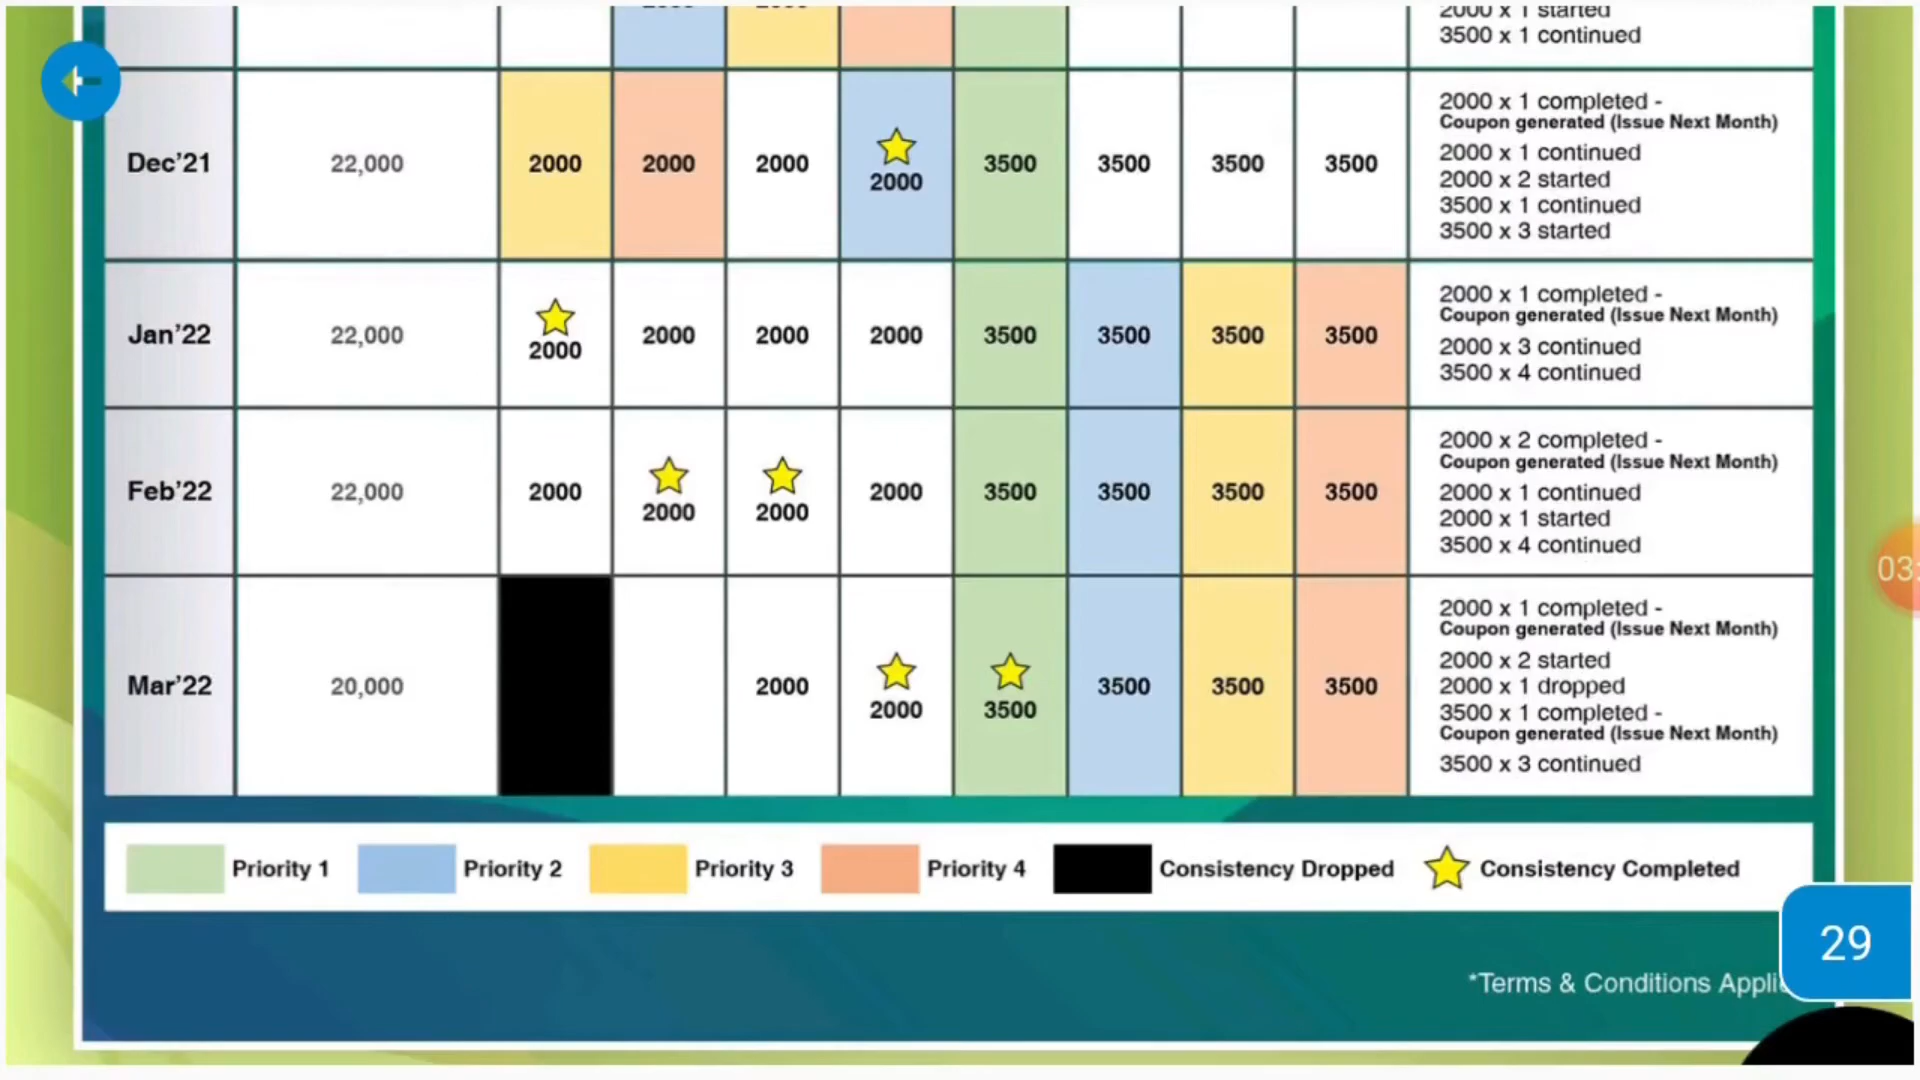 2000 x 1 started
3500 x 1 continued
Dec'21 22,000 2000 2000 2000 2000 3500 3500 3500 3500
2000 x 1 completed -
Coupon generated (Issue Next Month)
2000 x 1 continued
2000 x 2 started
3500 x 1 continued
3500 x 3 started
Jan'22 22,000 2000 2000 2000 2000 3500 3500 3500 3500
2000 x 1 completed -
Coupon generated (Issue Next Month)
2000 x 3 continued
3500 x 4 continued
Feb'22 22,000 2000 2000 2000 2000 3500 3500 3500 3500
2000 x 2 completed -
Coupon generated (Issue Next Month)
2000 x 1 continued
2000 x 1 started
3500 x 4 continued
Mar'22 20,000 2000 2000 3500 3500 3500 3500
2000 x 1 completed -
Coupon generated (Issue Next Month)
2000 x 2 started
2000 x 1 dropped
3500 x 1 completed -
Coupon generated (Issue Next Month)
3500 x 3 continued
Priority 1 Priority 2 Priority 3 Priority 4 Consistency Dropped Consistency Completed
29
*Terms & Conditions
03: